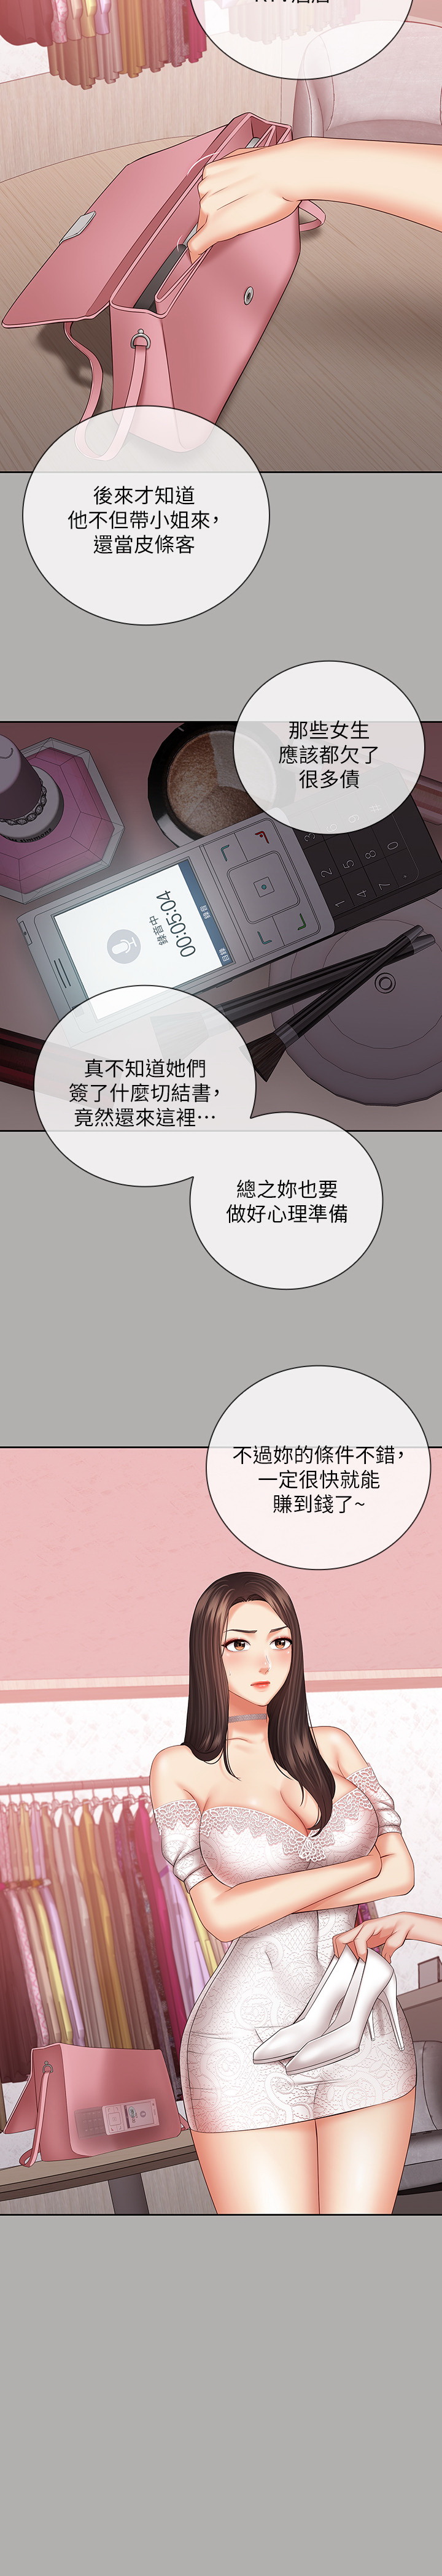 後來才知道
他不但帶小姐來，
還當皮條客
那些女生
應該都欠了
很多債
錄音中
00:05:04
真不知道她們
簽了什麼切結書，
竟然還來這裡⋯
總之妳也要
做好心理準備
不過妳的條件不錯，
一定很快就能
賺到錢了~